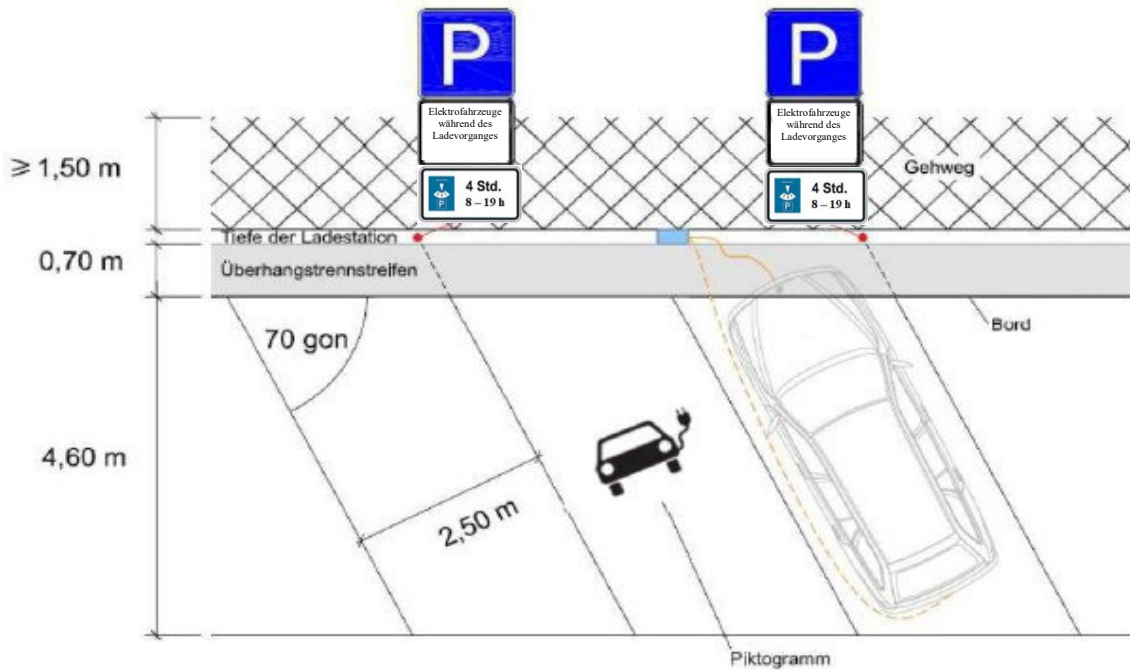 P
P
Elektrofahrzeuge
während des
Ladevorganges
Elektrofahrzeuge
während des
Ladevorganges
≥ 1,50 m
Gehweg
P
4 Std.
8 – 19 h
P
4 Std.
8 – 19 h
Tiefe der Ladestation
0,70 m
Überhangstrennstreifen
70 gon
Bord
4,60 m
2,50 m
Piktogramm